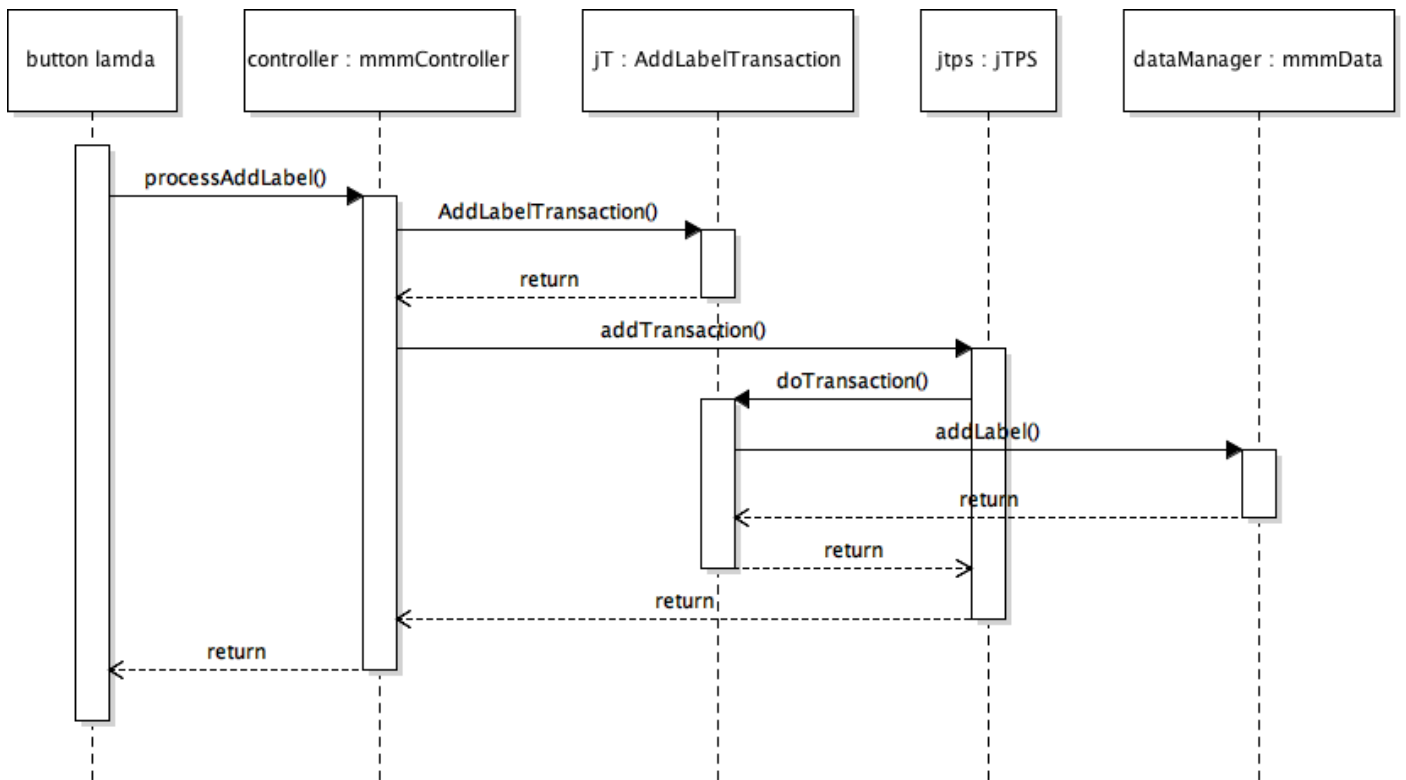 button lamda
controller : mmmController
jT : AddLabelTransaction
jtps : jTPS
dataManager : mmmData
processAddLabel()
AddLabelTransaction()
return
addTransaction()
doTransaction()
addLabel()
return
return
return
return